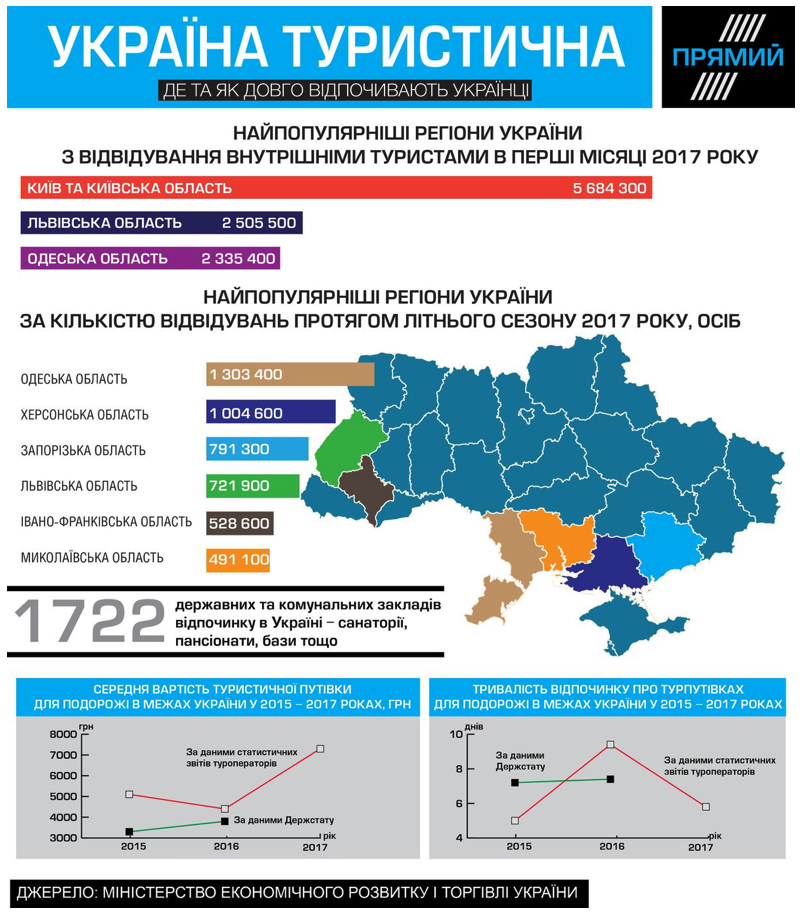 УКРАЇНА ТУРИСТИЧНА
ДЕ ТА ЯК ДОВГО ВІДПОЧИВАЮТЬ УКРАЇНЦІ
ПРЯМИЙ
НАЙПОПУЛЯРНІШІ РЕГІОНИ УКРАЇНИ
З ВІДВІДУВАННЯ ВНУТРІШНІМИ ТУРИСТАМИ В ПЕРШІ МІСЯЦІ 2017 РОКУ
КИЇВ ТА КИЇВСЬКА ОБЛАСТЬ 5 684 300
ЛЬВІВСЬКА ОБЛАСТЬ 2 505 500
ОДЕСЬКА ОБЛАСТЬ 2 335 400
НАЙПОПУЛЯРНІШІ РЕГІОНИ УКРАЇНИ
ЗА КІЛЬКІСТЮ ВІДВІДУВАНЬ ПРОТЯГОМ ЛІТНЬОГО СЕЗОНУ 2017 РОКУ, ОСІБ
ОДЕСЬКА ОБЛАСТЬ 1 303 400
ХЕРСОНСЬКА ОБЛАСТЬ 1 004 600
ЗАПОРІЗЬКА ОБЛАСТЬ 791 300
ЛЬВІВСЬКА ОБЛАСТЬ 721 900
ІВАНО-ФРАНКІВСЬКА ОБЛАСТЬ 528 600
МИКОЛАЇВСЬКА ОБЛАСТЬ 491 100
1722
державних та комунальних закладів
відпочинку в Україні – санаторії,
пансіонати, бази тощо
СЕРЕДНЯ ВАРТІСТЬ ТУРИСТИЧНОЇ ПУТІВКИ
ДЛЯ ПОДОРОЖІ В МЕЖАХ УКРАЇНИ У 2015 – 2017 РОКАХ, ГРН
грн
8000
7000
6000
5000
4000
3000
За даними статистичних
звітів туроператорів
За даними Держстату
рік
2015 2016 2017
ТРИВАЛІСТЬ ВІДПОЧИНКУ ПРО ТУРПУТІВКАХ
ДЛЯ ПОДОРОЖІ В МЕЖАХ УКРАЇНИ У 2015 – 2017 РОКАХ
днів
10
8
6
4
За даними
Держстату
За даними статистичних
звітів туроператорів
рік
2015 2016 2017
ДЖЕРЕЛО: МІНІСТЕРСТВО ЕКОНОМІЧНОГО РОЗВИТКУ І ТОРГІВЛІ УКРАЇНИ